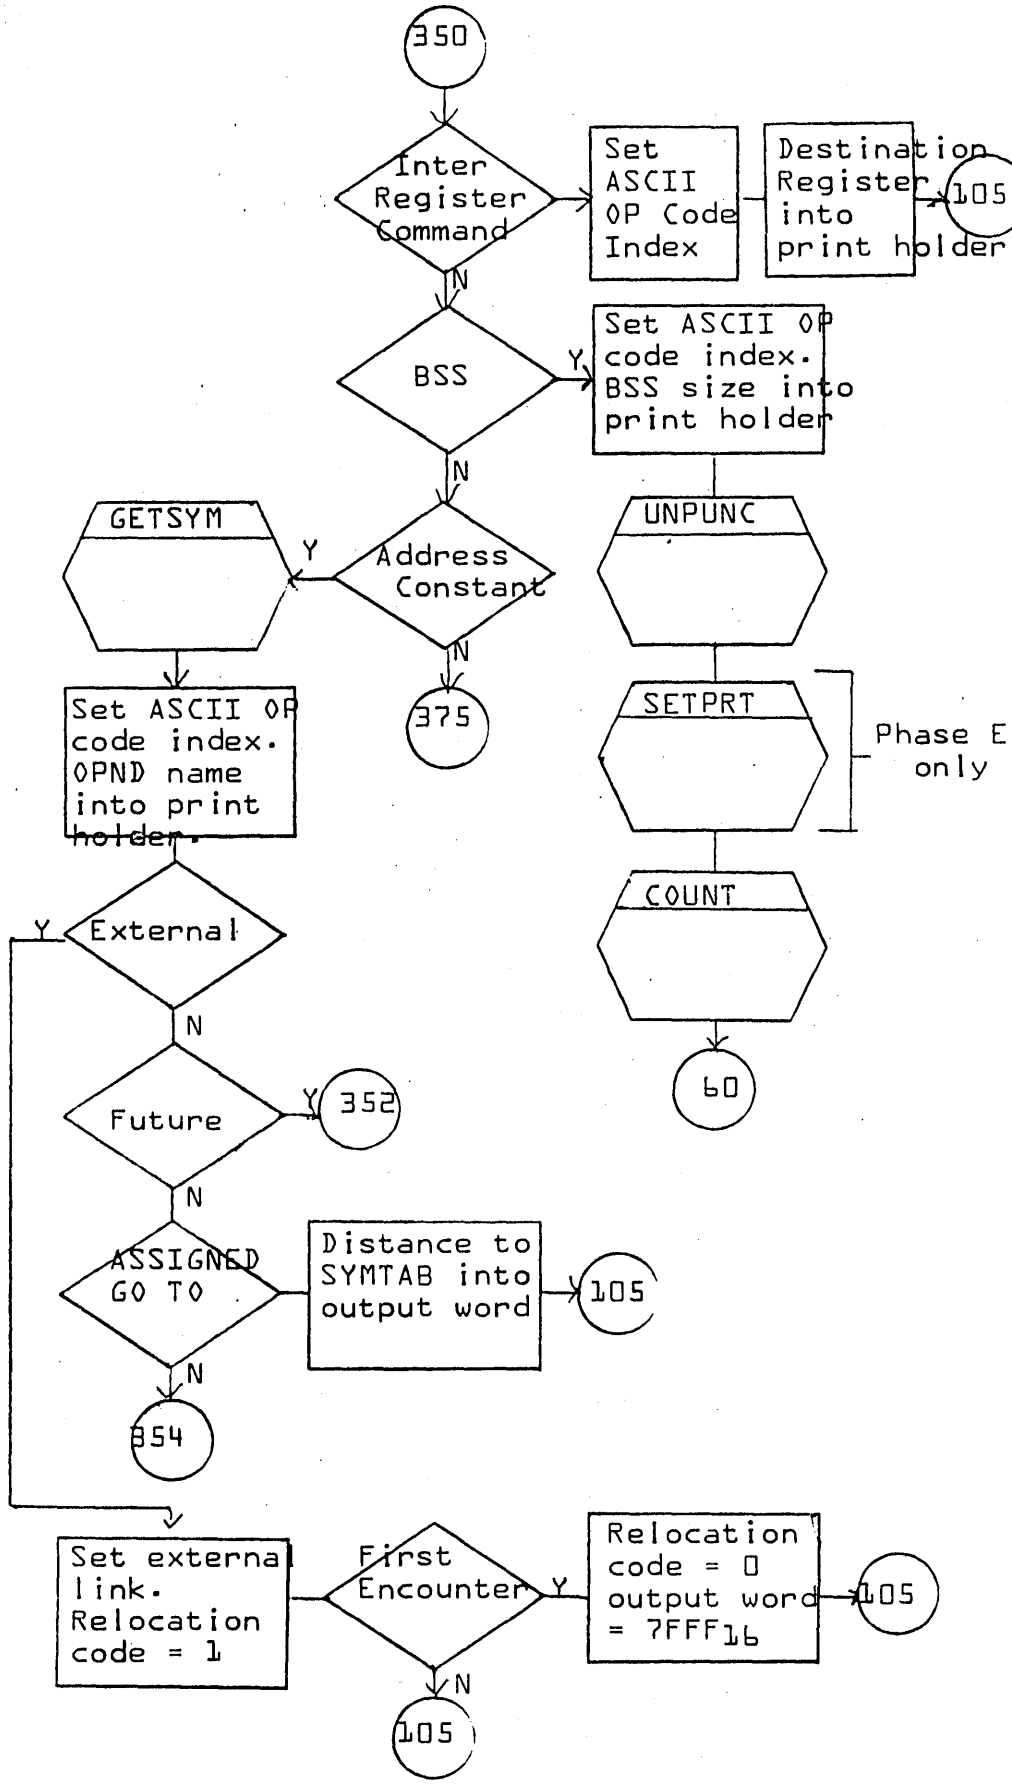 350
Inter
Register
Command
Set
ASCII
OP Code
Index
Destination
Register
into
print holder
105
N
BSS
Y
Set ASCII OP
code index.
BSS size into
print holder
N
GETSYM
Y
Address
Constant
UNPUNC
N
375
Set ASCII OP
code index.
OPND name
into print
holder.
SETPRT
Phase E
only
COUNT
60
Y
External
N
Future
Y
352
N
ASSIGNED
GO TO
Distance to
SYMTAB into
output word
105
N
354
Set external
link.
Relocation
code = 1
First
Encounter
Y
Relocation
code = 0
output word
= 7FFF16
105
N
105